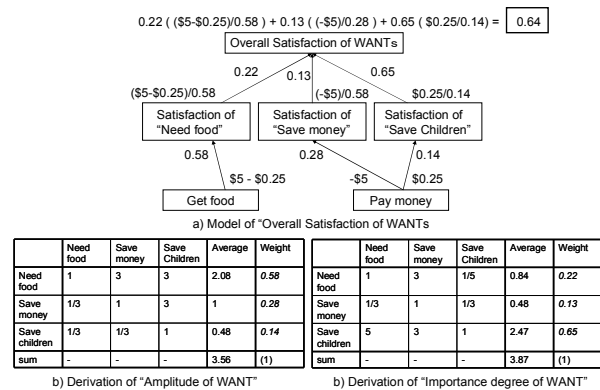 0.22 ( ($5-$0.25)/0.58 ) + 0.13 ( (-$5)/0.28 ) + 0.65 ( $0.25/0.14 ) = 0.64
Overall Satisfaction of WANTs
0.22 0.13 0.65
($5-$0.25)/0.58 (-$5)/0.58 $0.25/0.14
Satisfaction of "Need food"
Satisfaction of "Save money"
Satisfaction of "Save Children"
0.58 0.28 0.14
$5 - $0.25 -$5 $0.25
Get food Pay money
a) Model of "Overall Satisfaction of WANTs
Need food Save money Save Children Average Weight
Need food 1 3 3 2.08 0.58
Save money 1/3 1 3 1 0.28
Save children 1/3 1/3 1 0.48 0.14
sum - - - 3.56 (1)
b) Derivation of "Amplitude of WANT"
Need food Save money Save Children Average Weight
Need food 1 3 1/5 0.84 0.22
Save money 1/3 1 1/3 0.48 0.13
Save children 5 3 1 2.47 0.65
sum - - - 3.87 (1)
b) Derivation of "Importance degree of WANT"